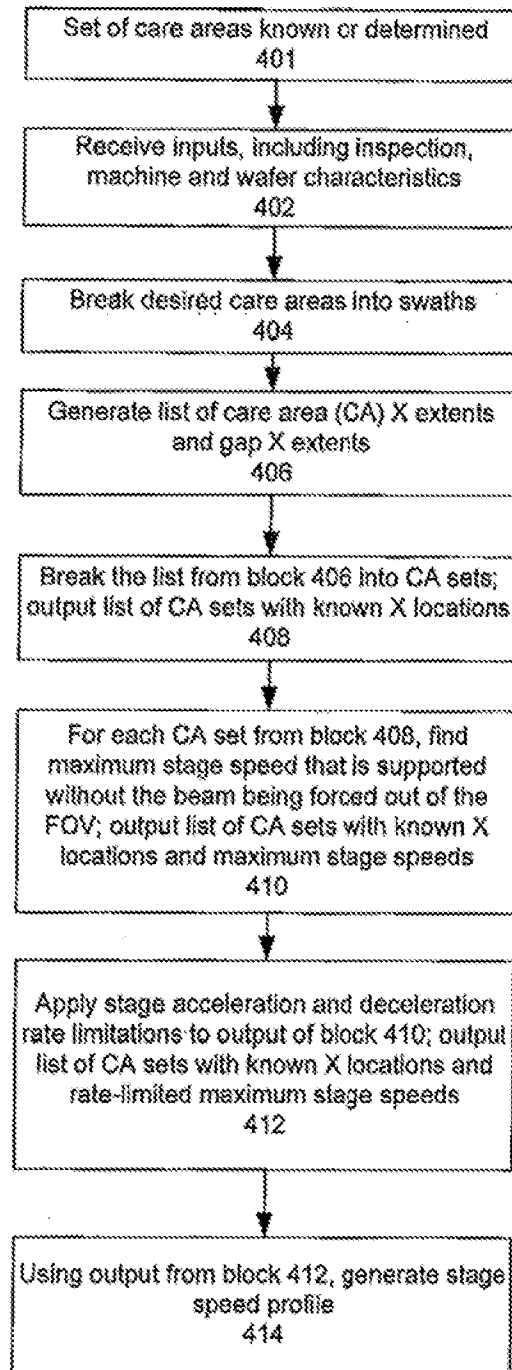 Set of care areas known or determined
401
Receive inputs, including inspection,
machine and wafer characteristics
402
Break desired care areas into swaths
404
Generate list of care area (CA) X extents
and gap X extents
406
Break the list from block 406 into CA sets;
output list of CA sets with known X locations
408
For each CA set from block 408, find
maximum stage speed that is supported
without the beam being forced out of the
FOV; output list of CA sets with known X
locations and maximum stage speeds
410
Apply stage acceleration and deceleration
rate limitations to output of block 410; output
list of CA sets with known X locations and
rate-limited maximum stage speeds
412
Using output from block 412, generate stage
speed profile
414